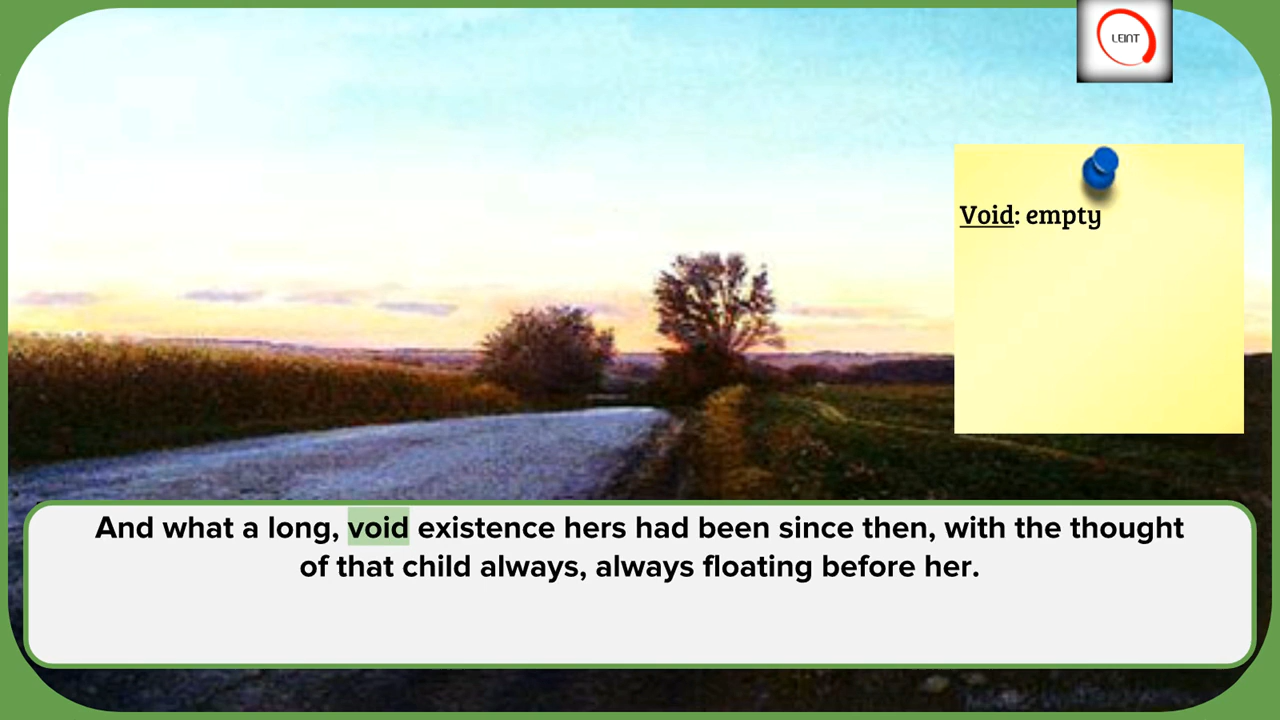 LEINT
Void: empty
And what a long, void existence hers had been since then, with the thought
of that child always, always floating before her.